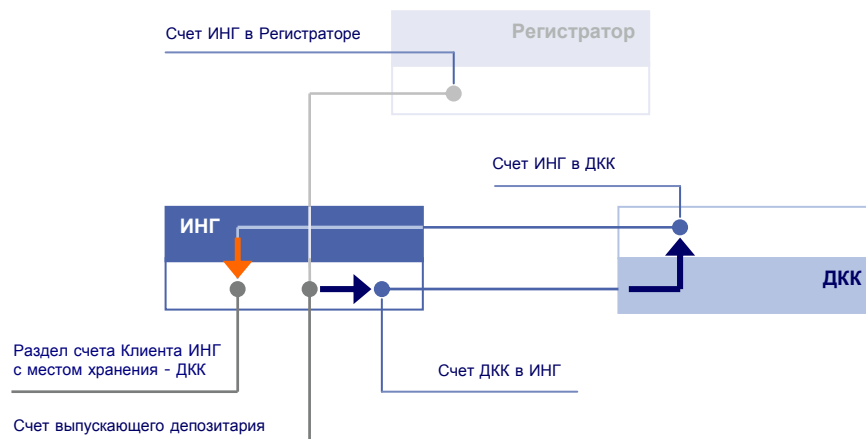 Счет ИНГ в Регистраторе
Регистратор
Счет ИНГ в ДКК
ИНГ
ДКК
Раздел счета Клиента ИНГ
с местом хранения - ДКК
Счет ДКК в ИНГ
Счет выпускающего депозитария